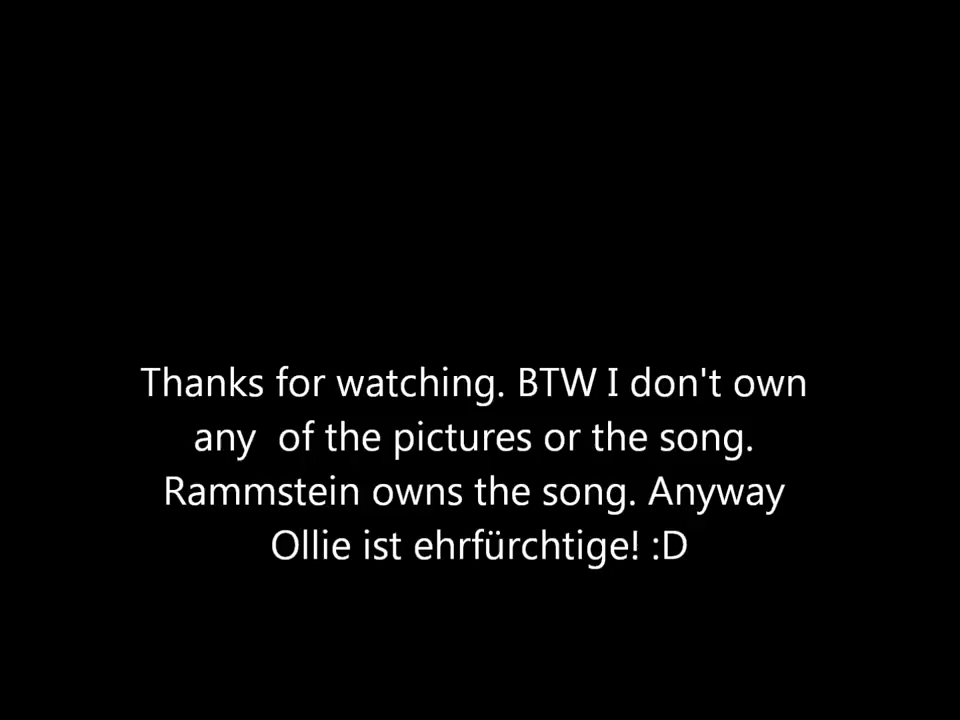 Thanks for watching. BTW I don't own
any  of the pictures or the song.
Rammstein owns the song. Anyway
Ollie ist ehrfürchtige! :D